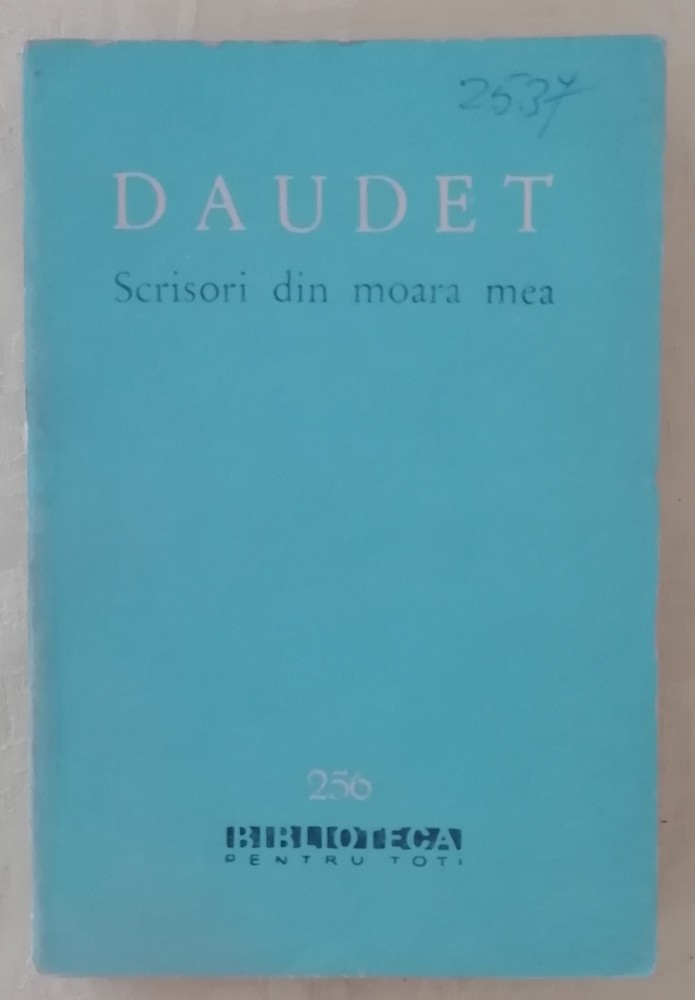 2537
DAUDET
Scrisori din moara mea
256
BIBLIOTECA
PENTRU TOTI